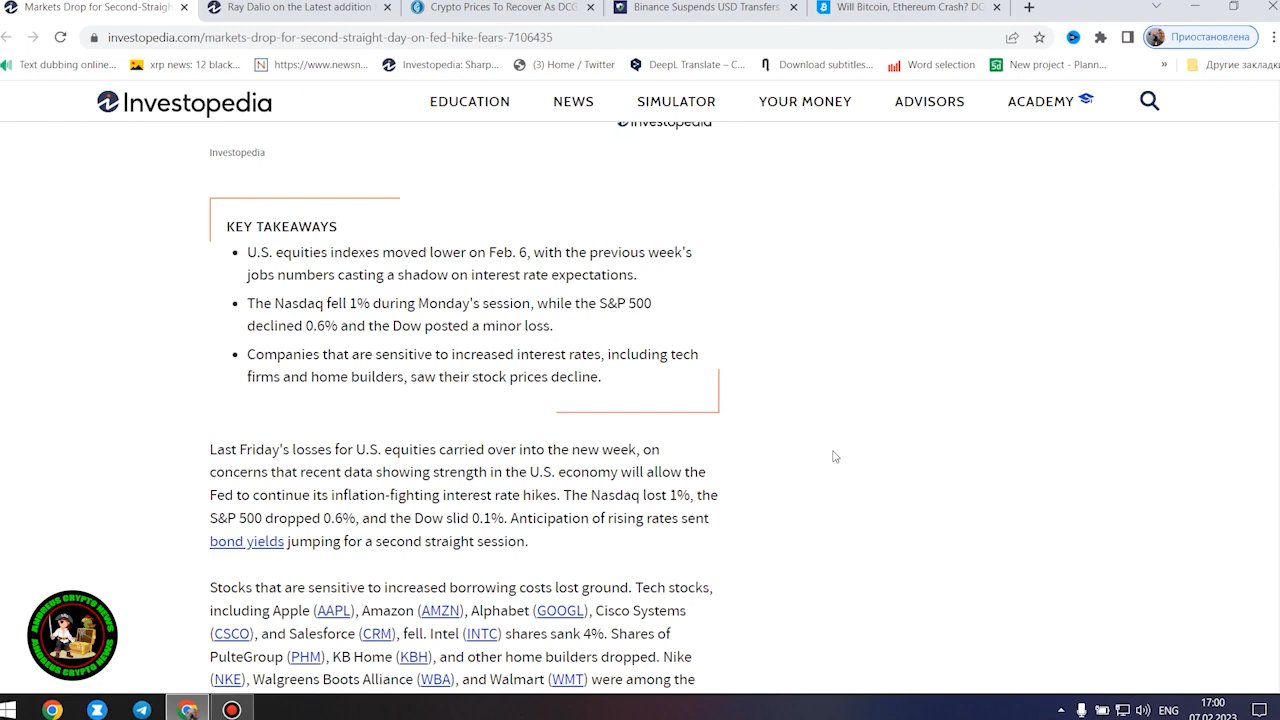 Markets Drop for Second-Straigh
Ray Dalio on the Latest addition
Crypto Prices To Recover As DCG
Binance Suspends USD Transfers
Will Bitcoin, Ethereum Crash? DC
investopedia.com/markets-drop-for-second-straight-day-on-fed-hike-fears-7106435
Приостановлена
Text dubbing online...
xrp news: 12 black...
https://www.newsn...
Investopedia: Sharp...
(3) Home / Twitter
DeepL Translate – C...
Download subtitles...
Word selection
New project - Plann...
»
Другие закладки
Investopedia
EDUCATION
NEWS
SIMULATOR
YOUR MONEY
ADVISORS
ACADEMY
Investopedia
Investopedia
KEY TAKEAWAYS
• U.S. equities indexes moved lower on Feb. 6, with the previous week's
jobs numbers casting a shadow on interest rate expectations.
• The Nasdaq fell 1% during Monday's session, while the S&P 500
declined 0.6% and the Dow posted a minor loss.
• Companies that are sensitive to increased interest rates, including tech
firms and home builders, saw their stock prices decline.
Last Friday's losses for U.S. equities carried over into the new week, on
concerns that recent data showing strength in the U.S. economy will allow the
Fed to continue its inflation-fighting interest rate hikes. The Nasdaq lost 1%, the
S&P 500 dropped 0.6%, and the Dow slid 0.1%. Anticipation of rising rates sent
bond yields jumping for a second straight session.
Stocks that are sensitive to increased borrowing costs lost ground. Tech stocks,
including Apple (AAPL), Amazon (AMZN), Alphabet (GOOGL), Cisco Systems
(CSCO), and Salesforce (CRM), fell. Intel (INTC) shares sank 4%. Shares of
PulteGroup (PHM), KB Home (KBH), and other home builders dropped. Nike
(NKE), Walgreens Boots Alliance (WBA), and Walmart (WMT) were among the
ANDREUS CRYPTO NEWS
ANDREUS CRYPTO NEWS
ENG
17:00
07.02.2023